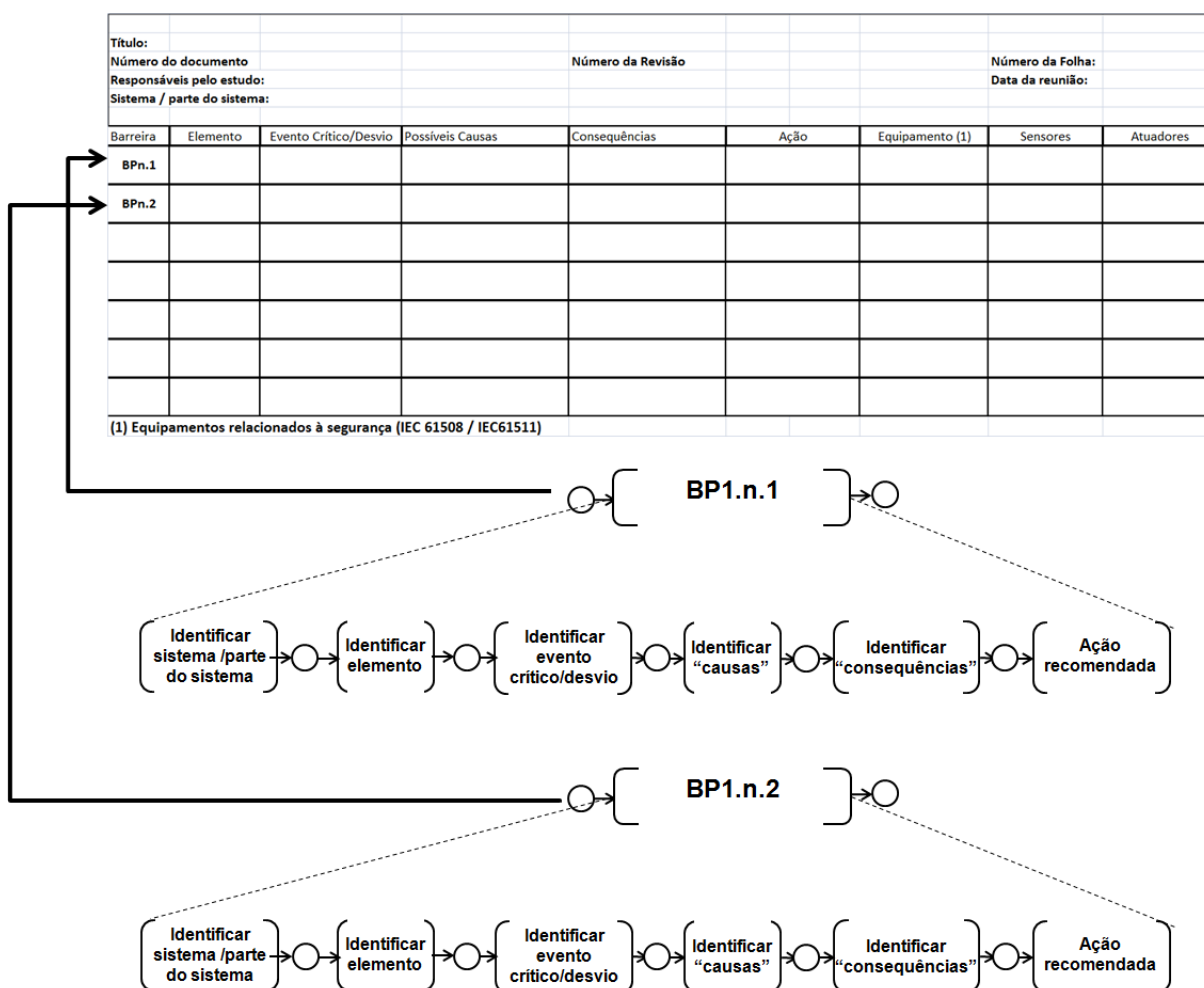 Título:
Número do documento Número da Revisão Número da Folha:
Responsáveis pelo estudo: Data da reunião:
Sistema / parte do sistema:
Barreira Elemento Evento Crítico/Desvio Possíveis Causas Consequências Ação Equipamento (1) Sensores Atuadores
BPn.1
BPn.2
(1) Equipamentos relacionados à segurança (IEC 61508 / IEC61511)
BP1.n.1
Identificar
sistema /parte
do sistema
Identificar
elemento
Identificar
evento
crítico/desvio
Identificar
“causas”
Identificar
“consequências”
Ação
recomendada
BP1.n.2
Identificar
sistema /parte
do sistema
Identificar
elemento
Identificar
evento
crítico/desvio
Identificar
“causas”
Identificar
“consequências”
Ação
recomendada